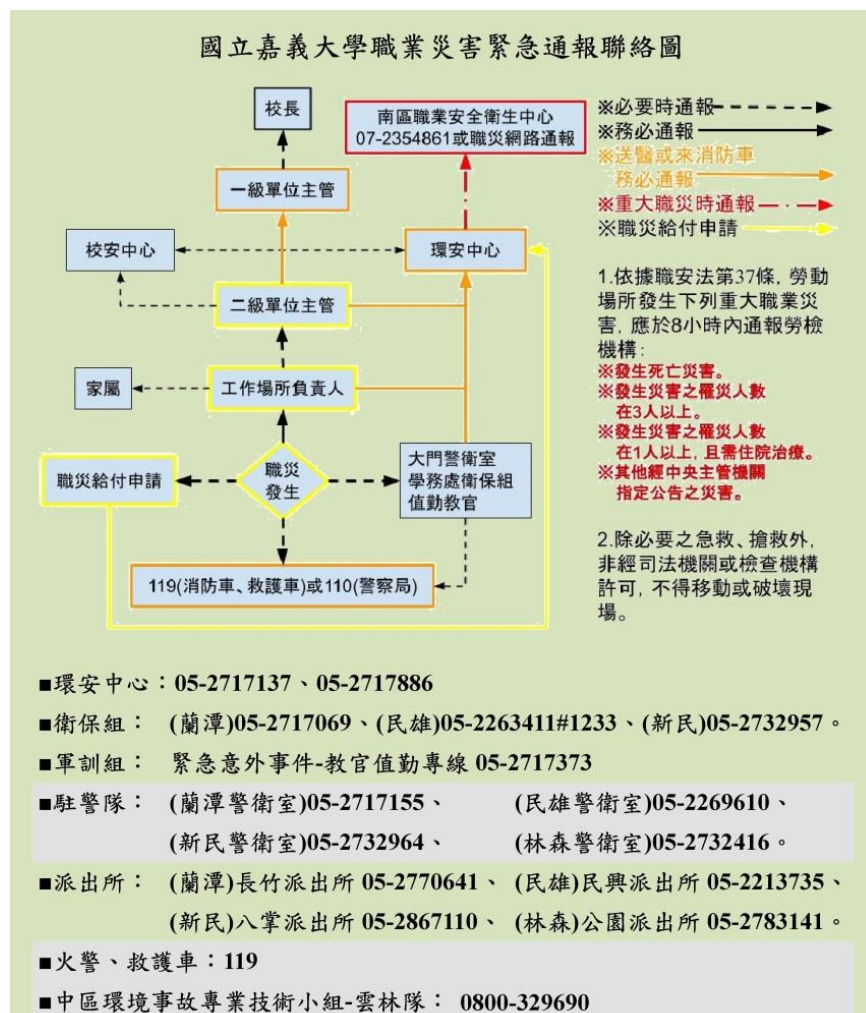 國立嘉義大學職業災害緊急通報聯絡圖
校長
南區職業安全衛生中心
07-2354861或職災網路通報
一級單位主管
校安中心
環安中心
二級單位主管
家屬
工作場所負責人
職災給付申請
職災
發生
大門警衛室
學務處衛保組
值勤教官
119(消防車、救護車)或110(警察局)
※必要時通報
※務必通報
※送醫或來消防車
務必通報
※重大職災時通報
※職災給付申請
1.依據職安法第37條, 勞動
場所發生下列重大職業災
害, 應於8小時內通報勞檢
機構:
※發生死亡災害。
※發生災害之罹災人數
在3人以上。
※發生災害之罹災人數
在1人以上, 且需住院治療。
※其他經中央主管機關
指定公告之災害。
2.除必要之急救、搶救外,
非經司法機關或檢查機構
許可, 不得移動或破壞現
場。
■環安中心：05-2717137、05-2717886
■衛保組： (蘭潭)05-2717069、(民雄)05-2263411#1233、(新民)05-2732957。
■軍訓組： 緊急意外事件-教官值勤專線 05-2717373
■駐警隊： (蘭潭警衛室)05-2717155、 (民雄警衛室)05-2269610、
(新民警衛室)05-2732964、 (林森警衛室)05-2732416。
■派出所： (蘭潭)長竹派出所 05-2770641、 (民雄)民興派出所 05-2213735、
(新民)八掌派出所 05-2867110、 (林森)公園派出所 05-2783141。
■火警、救護車：119
■中區環境事故專業技術小組-雲林隊： 0800-329690